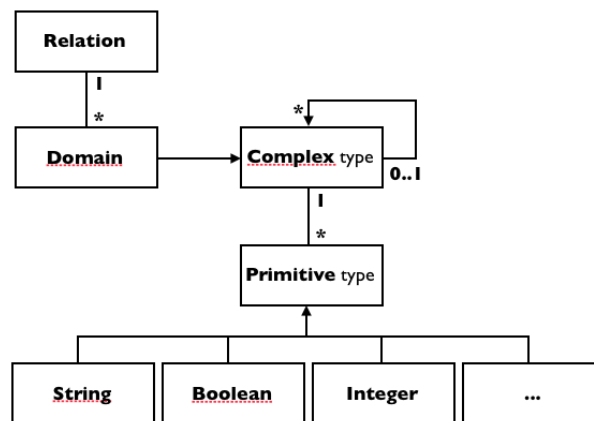 Relation
1
*
Domain
*
Complex type
0..1
1
*
Primitive type
String
Boolean
Integer
...